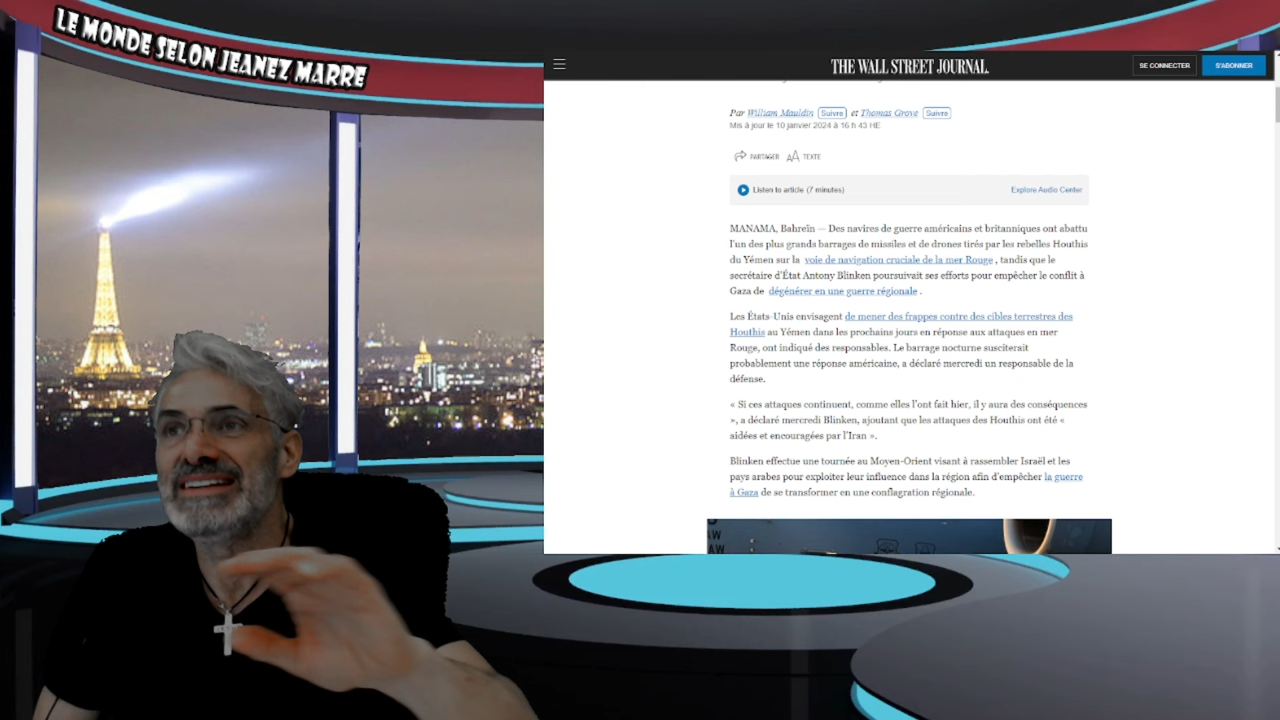 LE MONDE SELON JEANEZ MARRE
THE WALL STREET JOURNAL.
SE CONNECTER
S'ABONNER
Par William Mauldin Suivre et Thomas Grove Suivre
Mis à jour le 10 janvier 2024 à 16 h 43 HE
PARTAGER AA TEXTE
Listen to article (7 minutes)
Explore Audio Center
MANAMA, Bahreïn — Des navires de guerre américains et britanniques ont abattu
l'un des plus grands barrages de missiles et de drones tirés par les rebelles Houthis
du Yémen sur la voie de navigation cruciale de la mer Rouge , tandis que le
secrétaire d'État Antony Blinken poursuivait ses efforts pour empêcher le conflit à
Gaza de dégénérer en une guerre régionale .
Les États-Unis envisagent de mener des frappes contre des cibles terrestres des
Houthis au Yémen dans les prochains jours en réponse aux attaques en mer
Rouge, ont indiqué des responsables. Le barrage nocturne susciterait
probablement une réponse américaine, a déclaré mercredi un responsable de la
défense.
« Si ces attaques continuent, comme elles l'ont fait hier, il y aura des conséquences
», a déclaré mercredi Blinken, ajoutant que les attaques des Houthis ont été «
aidées et encouragées par l'Iran ».
Blinken effectue une tournée au Moyen-Orient visant à rassembler Israël et les
pays arabes pour exploiter leur influence dans la région afin d'empêcher la guerre
à Gaza de se transformer en une conflagration régionale.
AW
AW